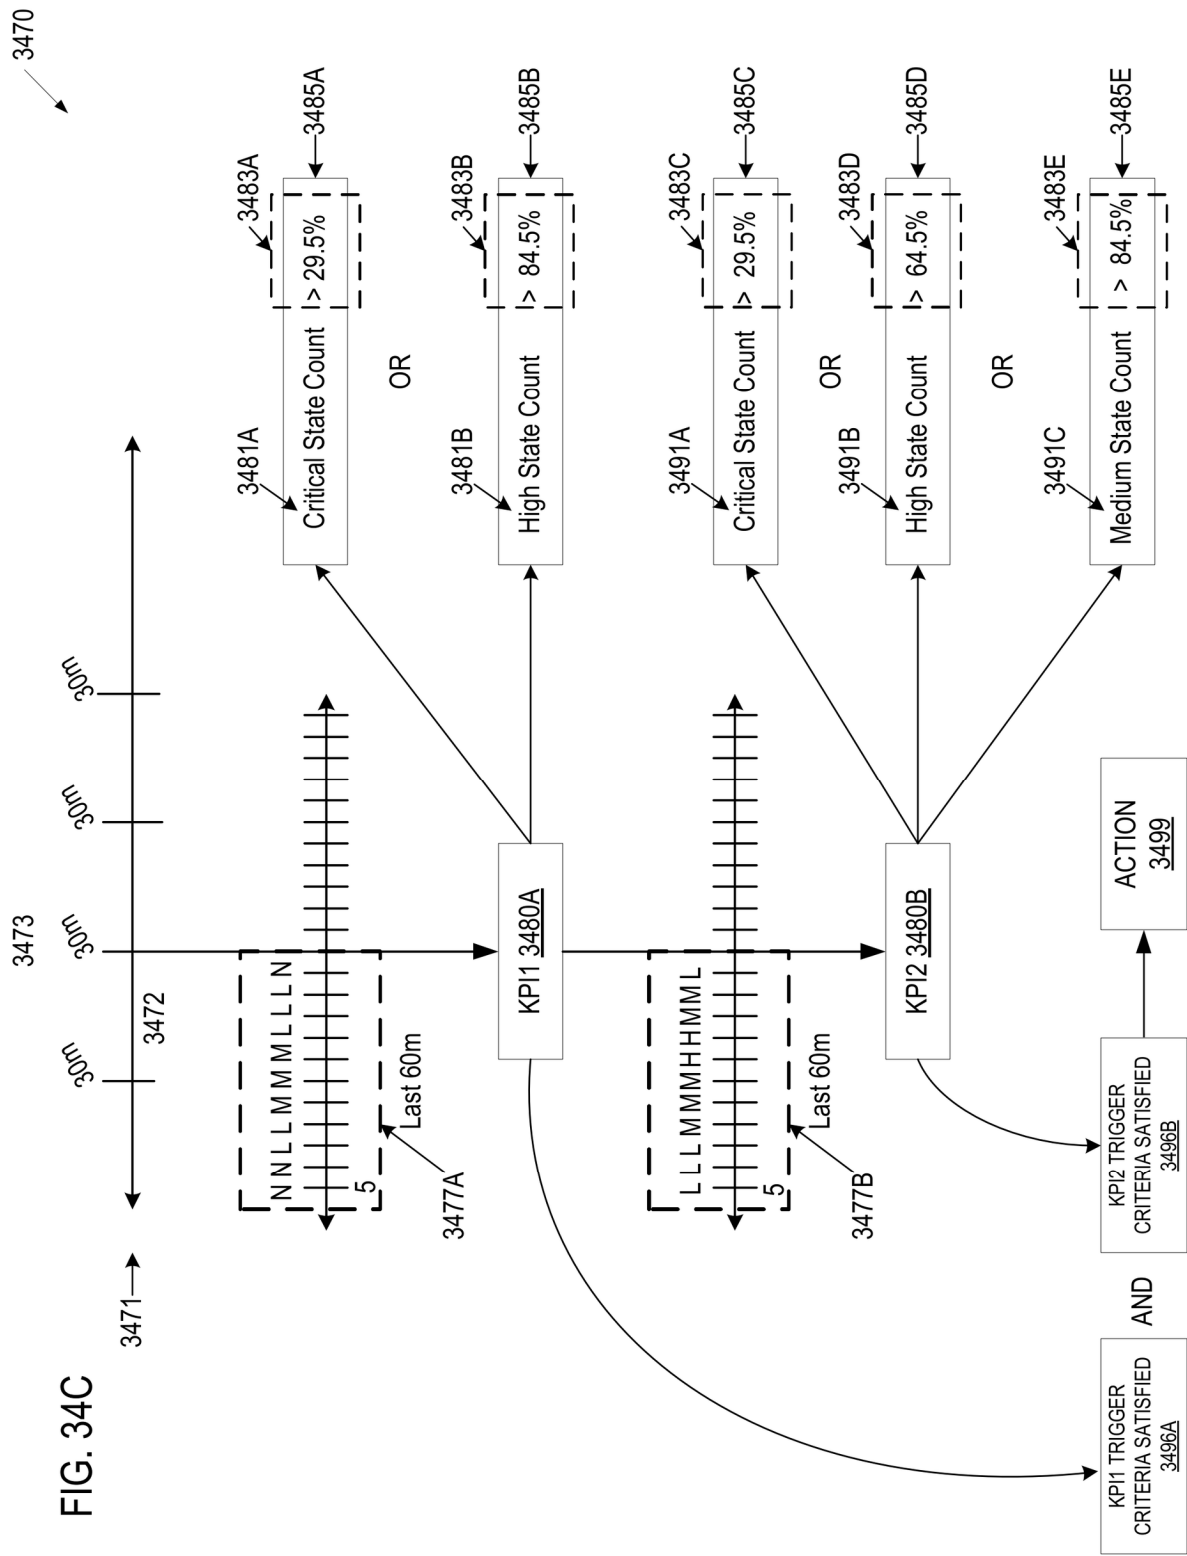 3473
3470
FIG. 34C
30m
30m
30m
30m
3471
3472
3481A
3483A
N N L L M M M L L L N
Critical State Count
> 29.5%
3485A
5
Last 60m
OR
3477A
3481B
3483B
KPI1 3480A
High State Count
> 84.5%
3485B
3491A
3483C
L L L M M M H H M M L
Critical State Count
> 29.5%
3485C
5
Last 60m
OR
3477B
3491B
3483D
KPI2 3480B
High State Count
> 64.5%
3485D
OR
3491C
3483E
Medium State Count
> 84.5%
3485E
KPI1 TRIGGER
CRITERIA SATISFIED
3496A
AND
KPI2 TRIGGER
CRITERIA SATISFIED
3496B
ACTION
3499